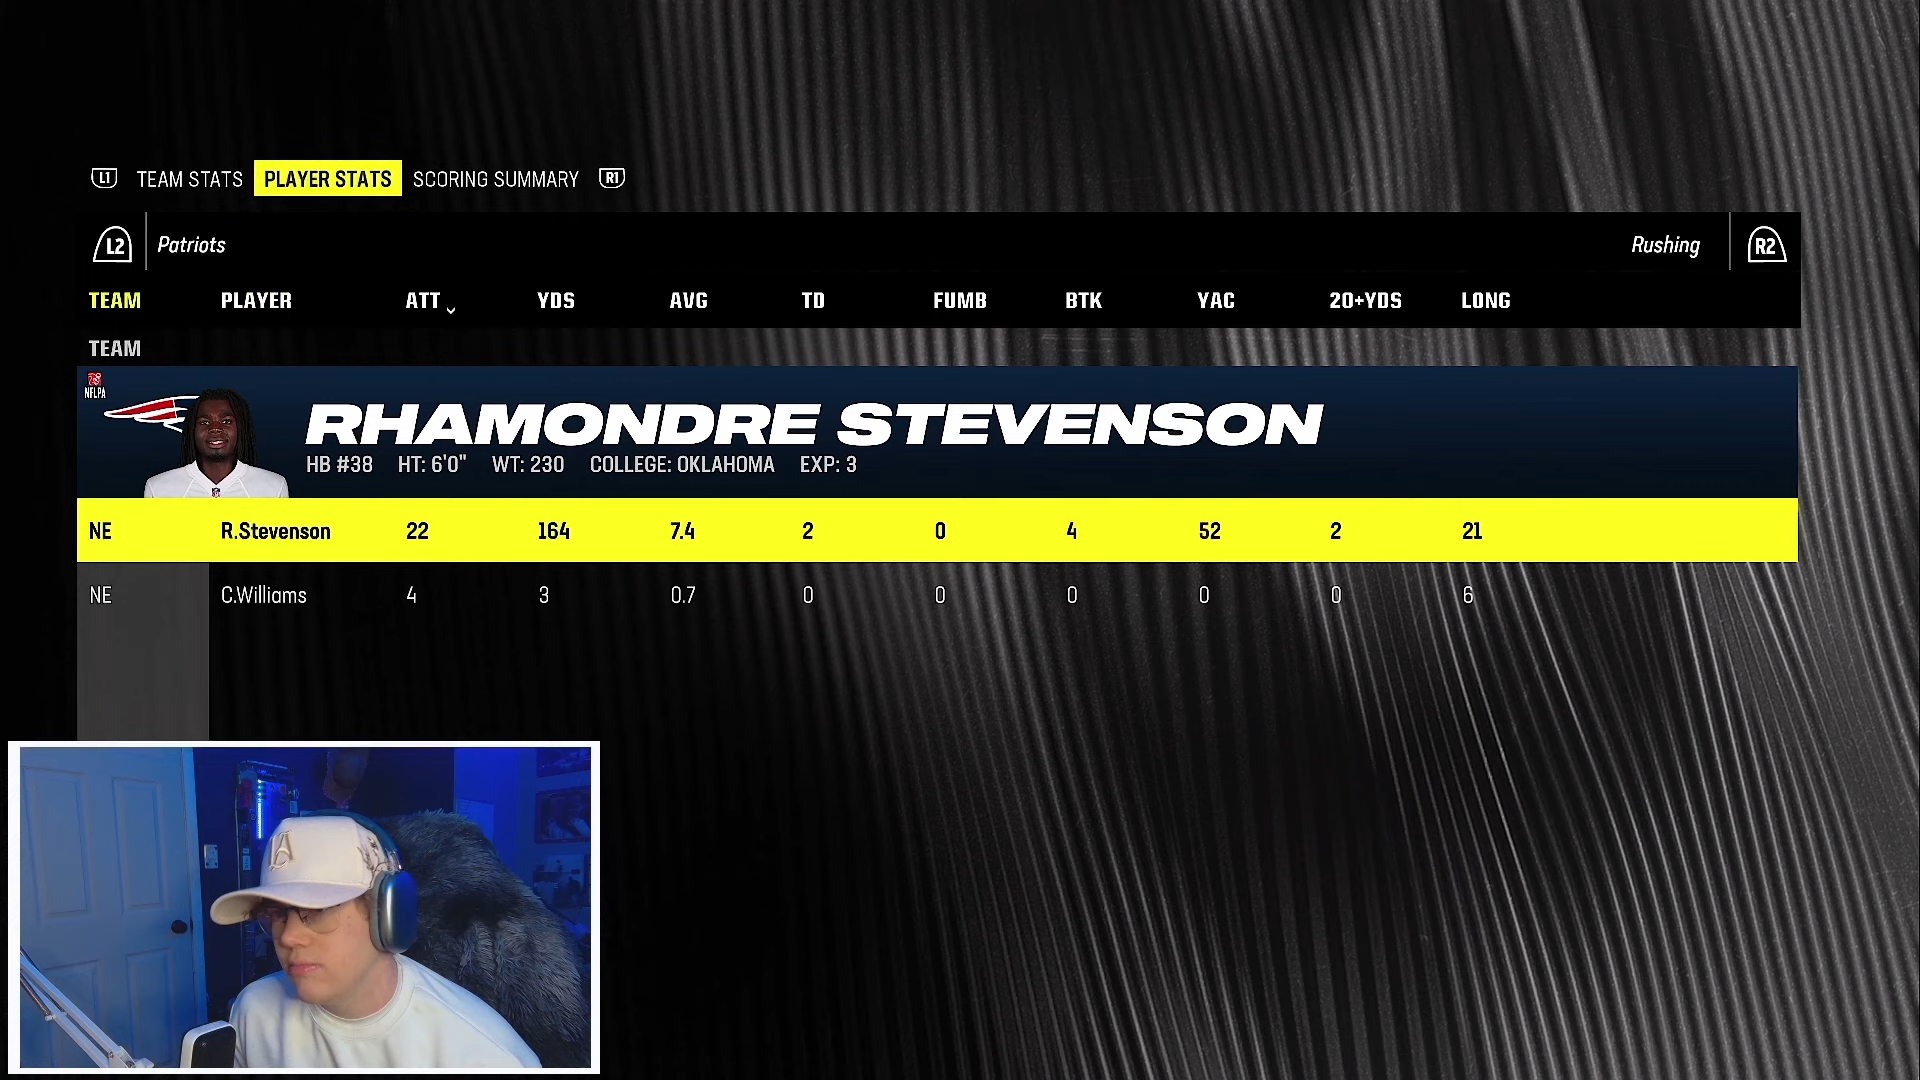 L1 TEAM STATS PLAYER STATS SCORING SUMMARY R1
L2 Patriots Rushing R2
TEAM PLAYER ATT YDS AVG TD FUMB BTK YAC 20+YDS LONG
TEAM
NFLPA
RHAMONDRE STEVENSON
HB #38 HT: 6'0" WT: 230 COLLEGE: OKLAHOMA EXP: 3
NE R.Stevenson 22 164 7.4 2 0 4 52 2 21
NE C.Williams 4 3 0.7 0 0 0 0 0 6
A